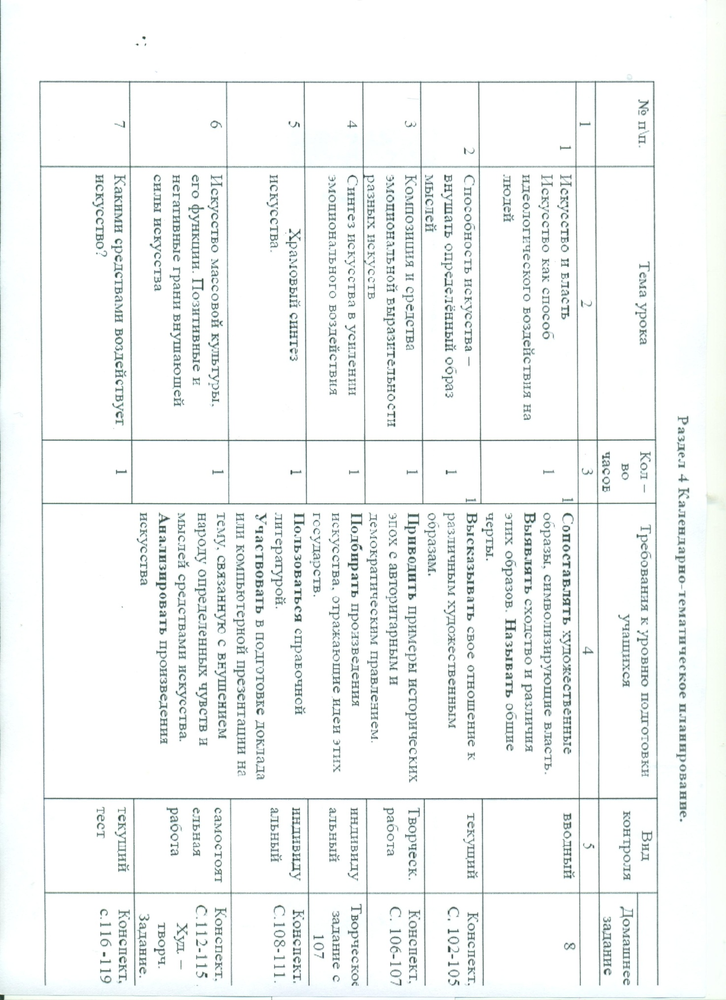 Раздел 4 Календарно-тематическое планирование.
№ п\п.
Тема урока
Кол –
во
часов
Требования к уровню подготовки
учащихся
Вид
контроля
Домашнее
задание
1
2
3
4
5
8
1
Искусство и власть
Искусство как способ
идеологического воздействия на
людей
1
1
Сопоставлять художественные
образы, символизирующие власть.
Выявлять сходство и различия
этих образов. Называть общие
черты.
вводный
2
Способность искусства –
внушать определённый образ
мыслей
1
1
Высказывать свое отношение к
различным художественным
образам.
текущий
Конспект,
С. 102-105
3
Композиция и средства
эмоциональной выразительности
разных искусств
1
Приводить примеры исторических
эпох с авторитарным и
демократическим правлением.
Творческ.
работа
Конспект,
С. 106-107
4
Синтез искусства в усилении
эмоционального воздействия
1
Подбирать произведения
искусства, отражающие идеи этих
государств.
индивиду
альный
Творческое
задание с
107
5
Храмовый синтез
искусства.
1
Пользоваться справочной
литературой.
Участвовать в подготовке доклада
или компьютерной презентации на
индивиду
альный
Конспект.
С.108-111.
6
Искусство массовой культуры,
его функции. Позитивные и
негативные грани внушающей
силы искусства
1
тему, связанную с внушением
народу определенных чувств и
мыслей средствами искусства.
Анализировать произведения
искусства
самостоят
ельная
работа
Конспект,
С.112-115.
Худ. –
творч.
Задание.
7
Какими средствами воздействует
искусство?
1
текущий
тест
Конспект,
с.116 -119